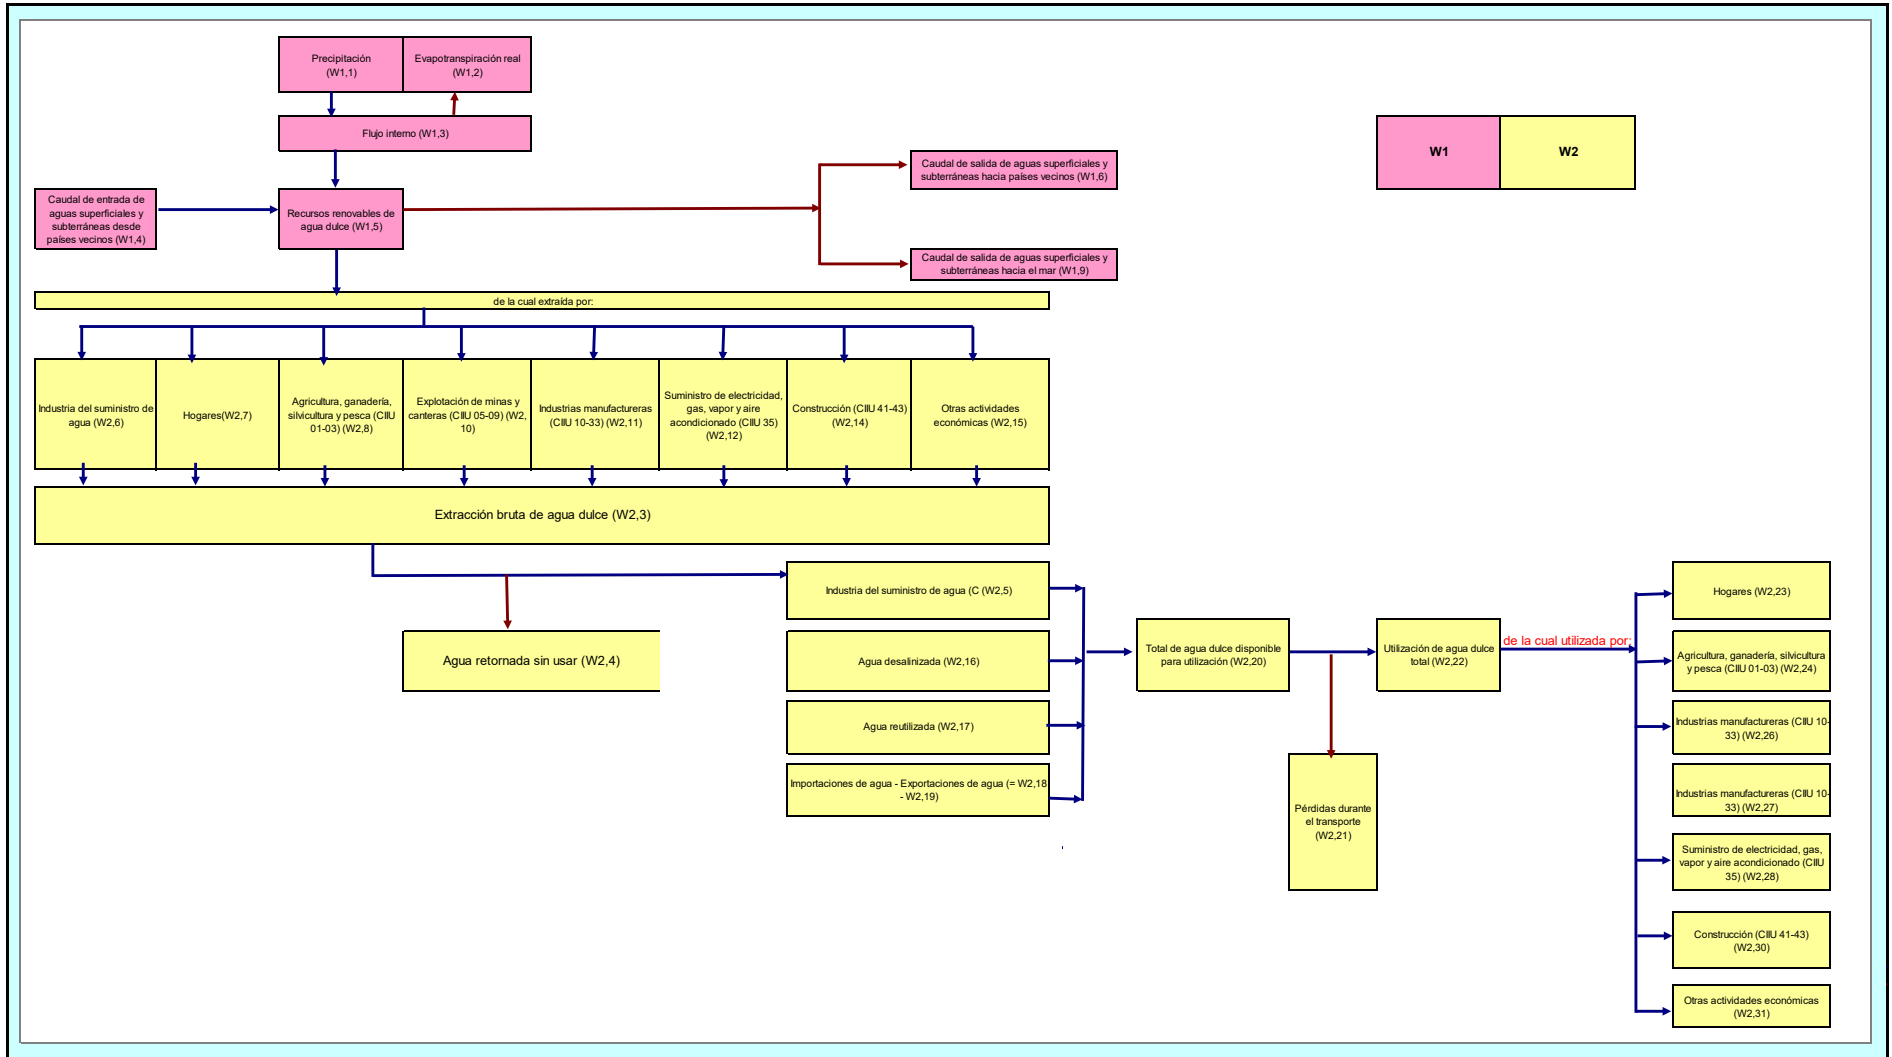 Precipitación
(W1,1)
Evapotranspiración real
(W1,2)
Flujo interno (W1,3)
W1
W2
Caudal de salida de aguas superficiales y
subterráneas hacia países vecinos (W1,6)
Caudal de entrada de
aguas superficiales y
subterráneas desde
países vecinos (W1,4)
Recursos renovables de
agua dulce (W1,5)
Caudal de salida de aguas superficiales y
subterráneas hacia el mar (W1,9)
de la cual extraída por:
Industria del suministro de
agua (W2,6)
Hogares(W2,7)
Agricultura, ganadería,
silvicultura y pesca (CIIU
01-03) (W2,8)
Explotación de minas y
canteras (CIIU 05-09) (W2,
10)
Industrias manufactureras
(CIIU 10-33) (W2,11)
Suministro de electricidad,
gas, vapor y aire
acondicionado (CIIU 35)
(W2,12)
Construcción (CIIU 41-43)
(W2,14)
Otras actividades
económicas (W2,15)
Extracción bruta de agua dulce (W2,3)
Industria del suministro de agua (C (W2,5)
Agua retornada sin usar (W2,4)
Agua desalinizada (W2,16)
Agua reutilizada (W2,17)
Importaciones de agua - Exportaciones de agua (= W2,18
- W2,19)
Total de agua dulce disponible
para utilización (W2,20)
Pérdidas durante
el transporte
(W2,21)
Utilización de agua dulce
total (W2,22)
de la cual utilizada por:
Hogares (W2,23)
Agricultura, ganadería, silvicultura
y pesca (CIIU 01-03) (W2,24)
Industrias manufactureras (CIIU 10-
33) (W2,26)
Industrias manufactureras (CIIU 10-
33) (W2,27)
Suministro de electricidad, gas,
vapor y aire acondicionado (CIIU
35) (W2,28)
Construcción (CIIU 41-43)
(W2,30)
Otras actividades económicas
(W2,31)